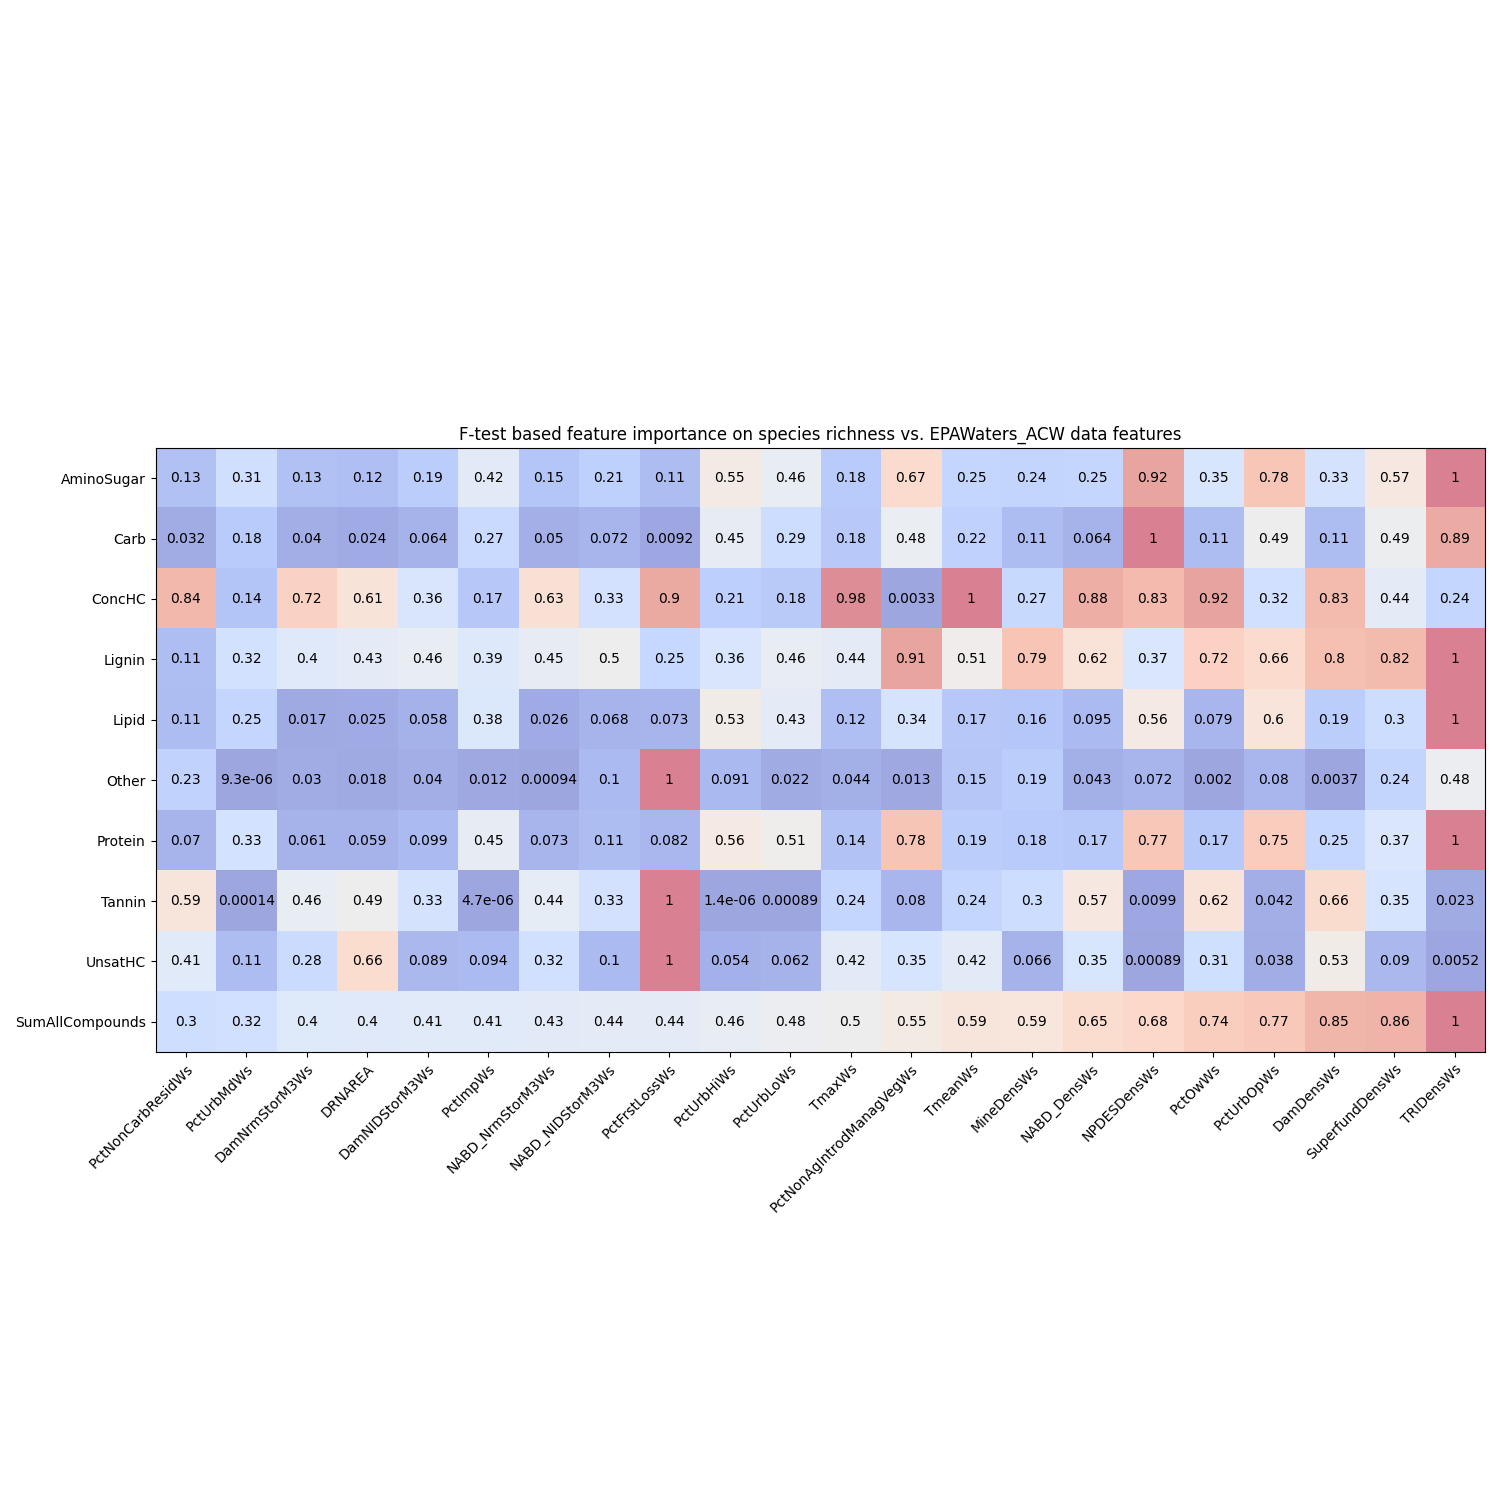 F-test based feature importance on species richness vs. EPAWaters_ACW data features
AminoSugar 0.13 0.31 0.13 0.12 0.19 0.42 0.15 0.21 0.11 0.55 0.46 0.18 0.67 0.25 0.24 0.25 0.92 0.35 0.78 0.33 0.57 1
Carb 0.032 0.18 0.04 0.024 0.064 0.27 0.05 0.072 0.0092 0.45 0.29 0.18 0.48 0.22 0.11 0.064 1 0.11 0.49 0.11 0.49 0.89
ConcHC 0.84 0.14 0.72 0.61 0.36 0.17 0.63 0.33 0.9 0.21 0.18 0.98 0.0033 1 0.27 0.88 0.83 0.92 0.32 0.83 0.44 0.24
Lignin 0.11 0.32 0.4 0.43 0.46 0.39 0.45 0.5 0.25 0.36 0.46 0.44 0.91 0.51 0.79 0.62 0.37 0.72 0.66 0.8 0.82 1
Lipid 0.11 0.25 0.017 0.025 0.058 0.38 0.026 0.068 0.073 0.53 0.43 0.12 0.34 0.17 0.16 0.095 0.56 0.079 0.6 0.19 0.3 1
Other 0.23 9.3e-06 0.03 0.018 0.04 0.012 0.00094 0.1 1 0.091 0.022 0.044 0.013 0.15 0.19 0.043 0.072 0.002 0.08 0.0037 0.24 0.48
Protein 0.07 0.33 0.061 0.059 0.099 0.45 0.073 0.11 0.082 0.56 0.51 0.14 0.78 0.19 0.18 0.17 0.77 0.17 0.75 0.25 0.37 1
Tannin 0.59 0.00014 0.46 0.49 0.33 4.7e-06 0.44 0.33 1 1.4e-06 0.00089 0.24 0.08 0.24 0.3 0.57 0.0099 0.62 0.042 0.66 0.35 0.023
UnsatHC 0.41 0.11 0.28 0.66 0.089 0.094 0.32 0.1 1 0.054 0.062 0.42 0.35 0.42 0.066 0.35 0.00089 0.31 0.038 0.53 0.09 0.0052
SumAllCompounds 0.3 0.32 0.4 0.4 0.41 0.41 0.43 0.44 0.44 0.46 0.48 0.5 0.55 0.59 0.59 0.65 0.68 0.74 0.77 0.85 0.86 1
PctNonCarbResidWs
PctUrbMdWs
DamNrmStorM3Ws
DRNAREA
DamNIDStorM3Ws
PctImpWs
NABD_NrmStorM3Ws
NABD_NIDStorM3Ws
PctFrstLossWs
PctUrbHiWs
PctUrbLoWs
TmaxWs
PctNonAgIntrodManagVegWs
TmeanWs
MineDensWs
NABD_DensWs
NPDESDensWs
PctOwWs
PctUrbOpWs
DamDensWs
SuperfundDensWs
TRIDensWs